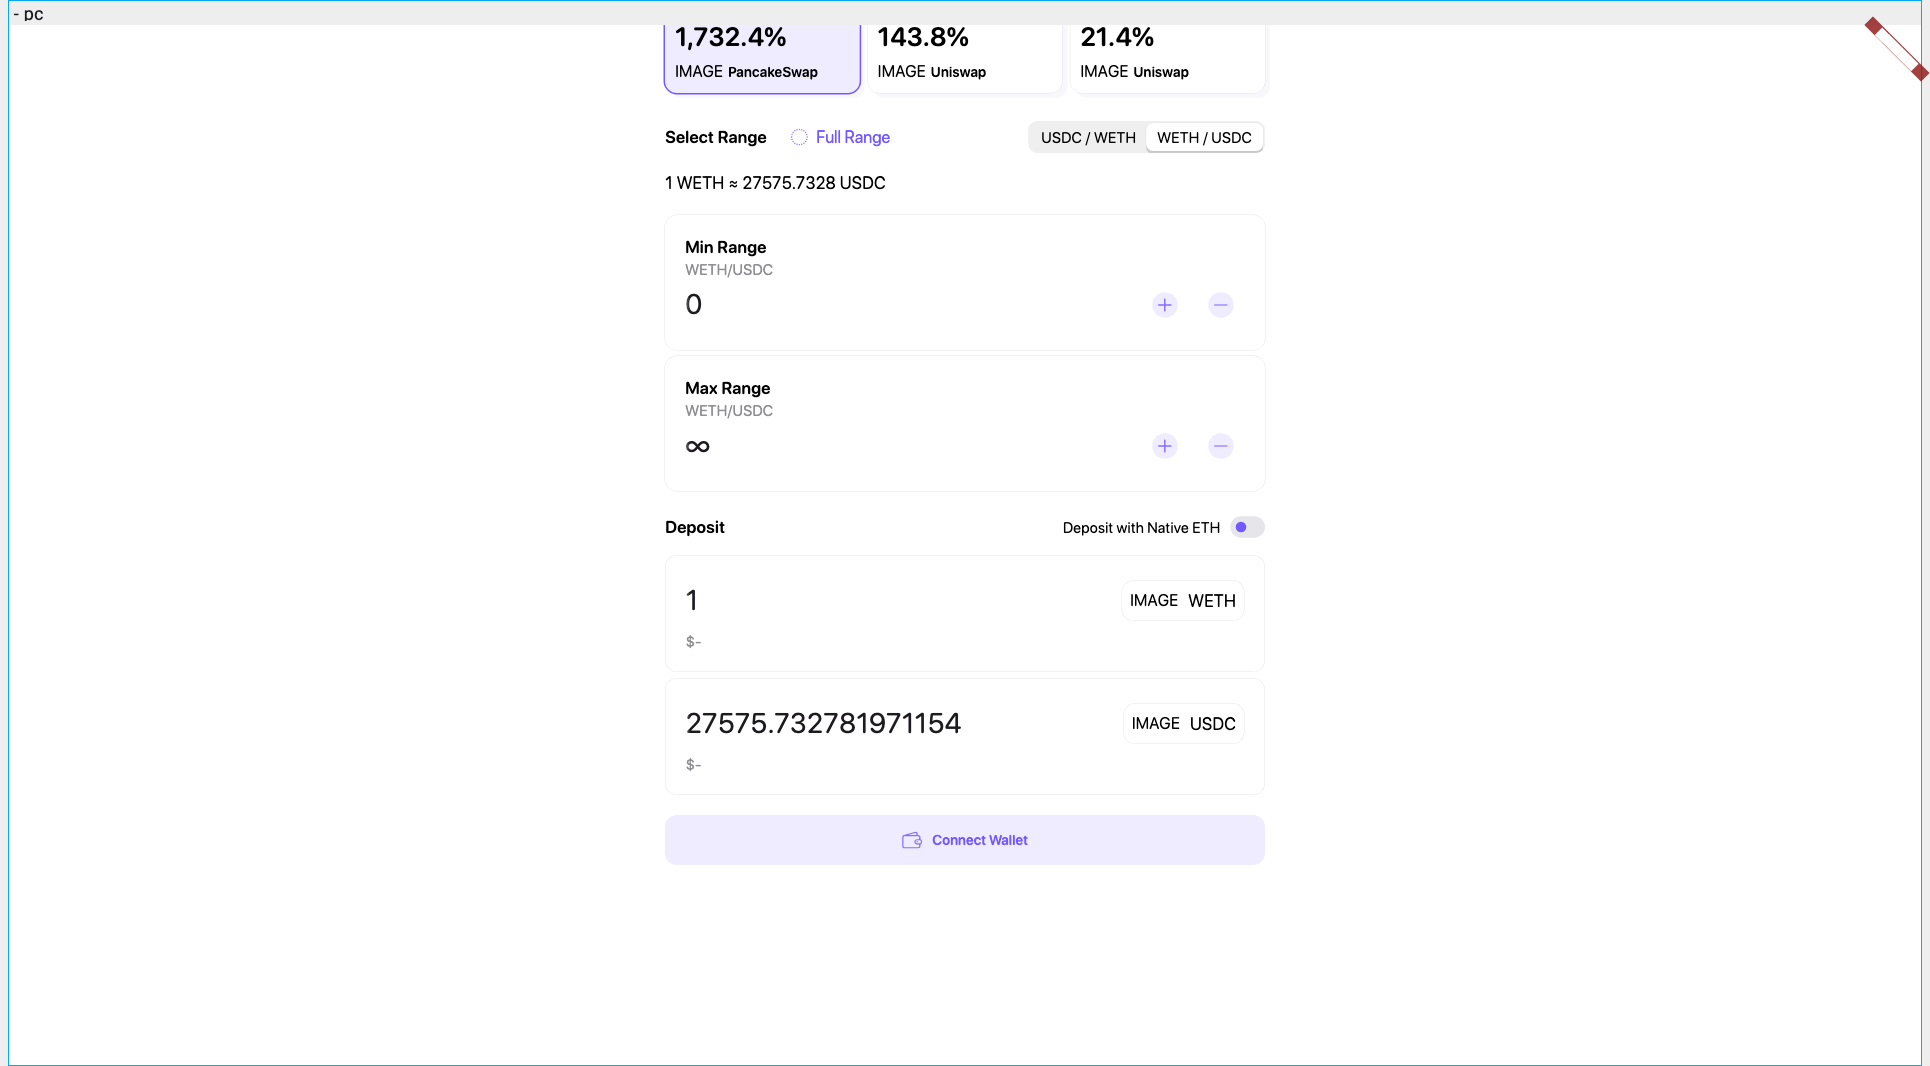 - pc
1,732.4%
IMAGE PancakeSwap
143.8%
IMAGE Uniswap
21.4%
IMAGE Uniswap
Select Range
Full Range
USDC / WETH
WETH / USDC
1 WETH ≈ 27575.7328 USDC
Min Range
WETH/USDC
0
Max Range
WETH/USDC
∞
Deposit
Deposit with Native ETH
1
IMAGE WETH
$-
27575.732781971154
IMAGE USDC
$-
Connect Wallet